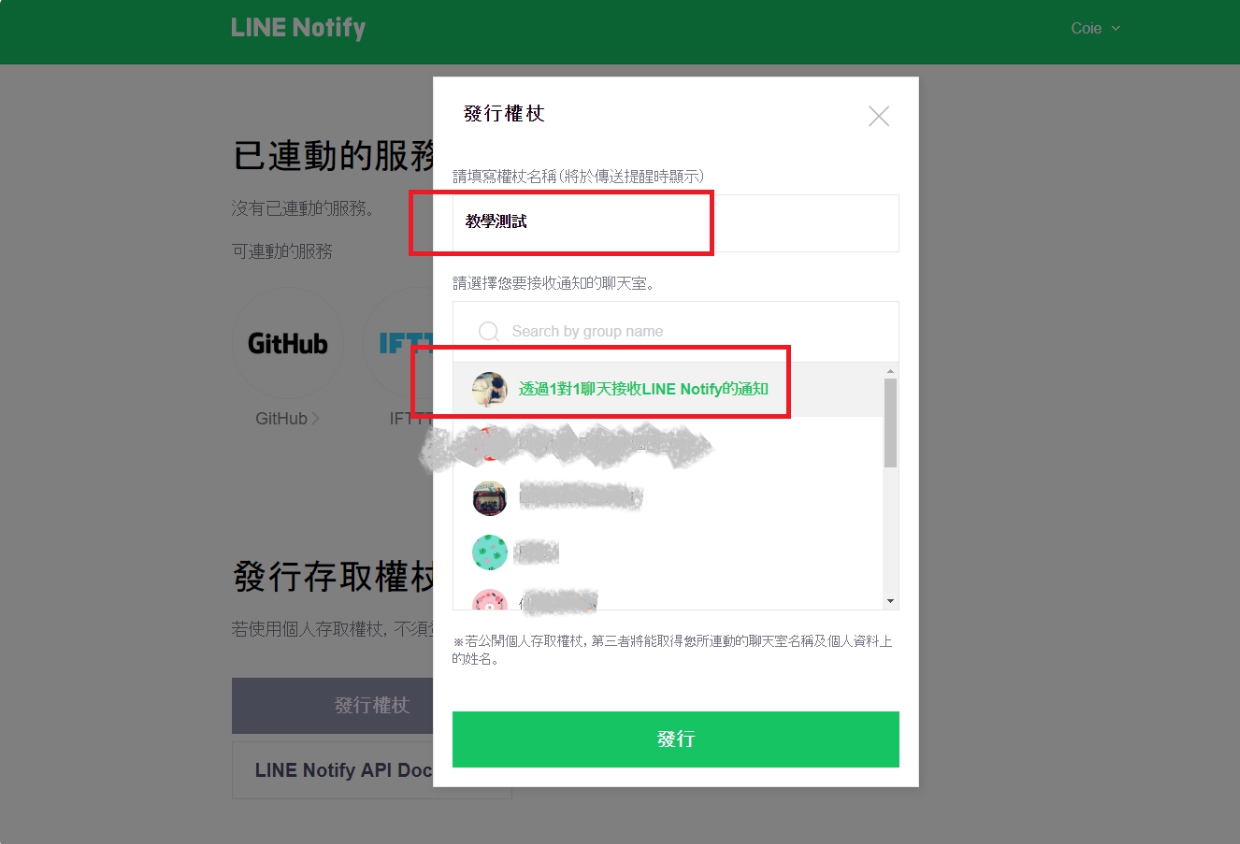 LINE Notify
Coie
發行權杖
已連動的服務
請填寫權杖名稱(將於傳送提醒時顯示)
教學測試
沒有已連動的服務。
可連動的服務
請選擇您要接收通知的聊天室。
Search by group name
GitHub
IFTT
透過1對1聊天接收LINE Notify的通知
GitHub
IFTTT
發行存取權杖
若使用個人存取權杖, 不須
※若公開個人存取權杖, 第三者將能取得您所連動的聊天室名稱及個人資料上
的姓名。
發行權杖
發行
LINE Notify API Doc